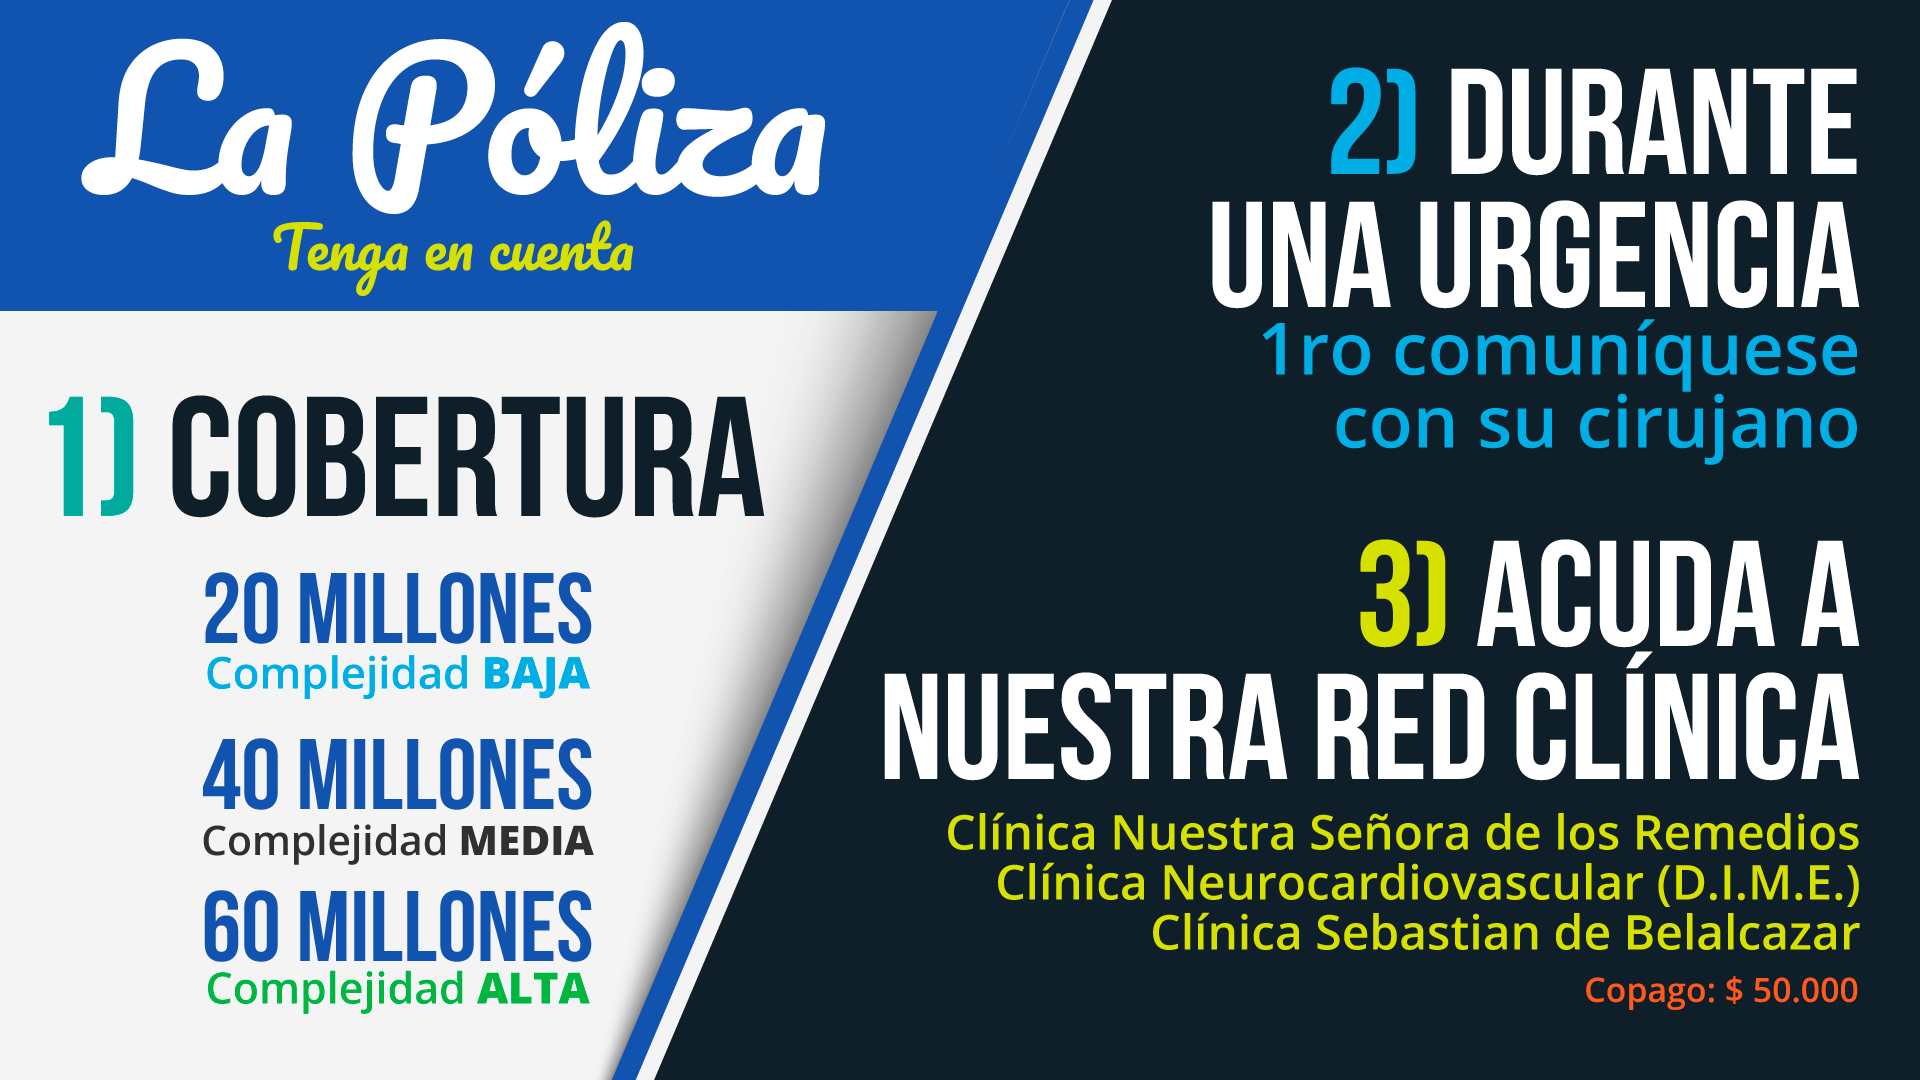 La Póliza
Tenga en cuenta
1) COBERTURA
20 MILLONES
Complejidad BAJA
40 MILLONES
Complejidad MEDIA
60 MILLONES
Complejidad ALTA
2) DURANTE
UNA URGENCIA
1ro comuníquese
con su cirujano
3) ACUDA A
NUESTRA RED CLÍNICA
Clínica Nuestra Señora de los Remedios
Clínica Neurocardiovascular (D.I.M.E.)
Clínica Sebastian de Belalcazar
Copago: $ 50.000